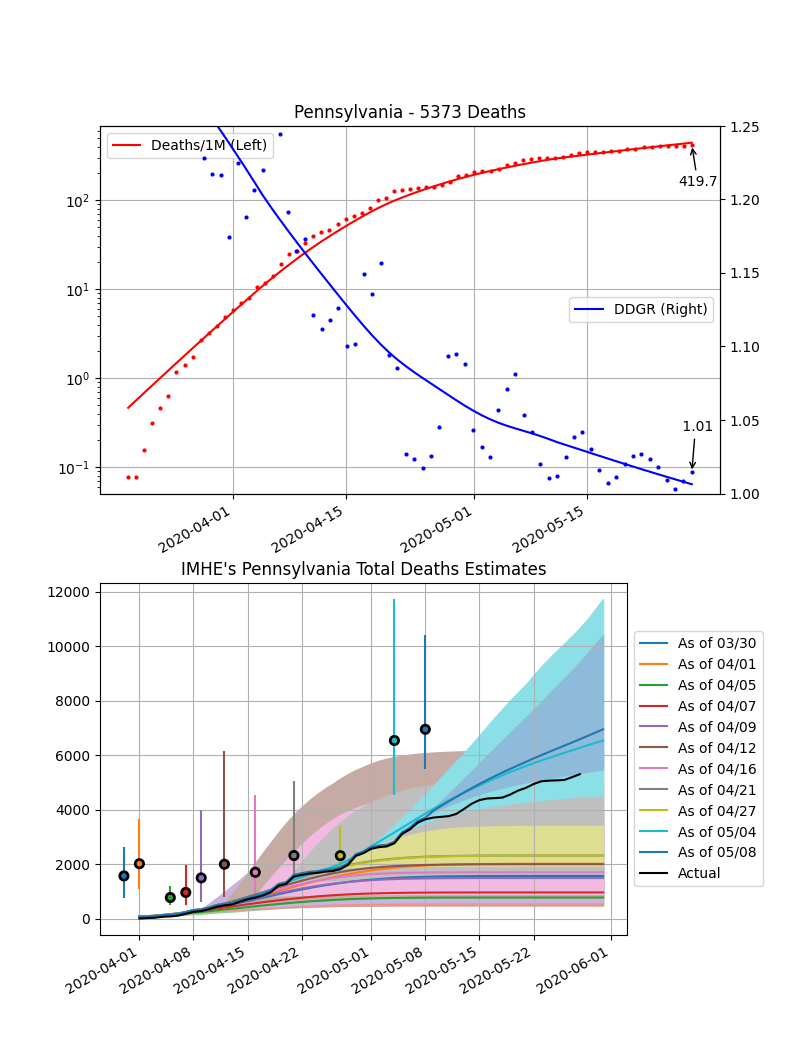 Pennsylvania - 5373 Deaths
Deaths/1M (Left)
DDGR (Right)
419.7
1.01
10²
10¹
10⁰
10⁻¹
1.25
1.20
1.15
1.10
1.05
1.00
2020-04-01
2020-04-15
2020-05-01
2020-05-15
IMHE's Pennsylvania Total Deaths Estimates
12000
10000
8000
6000
4000
2000
0
2020-04-01
2020-04-08
2020-04-15
2020-04-22
2020-05-01
2020-05-08
2020-05-15
2020-05-22
2020-06-01
As of 03/30
As of 04/01
As of 04/05
As of 04/07
As of 04/09
As of 04/12
As of 04/16
As of 04/21
As of 04/27
As of 05/04
As of 05/08
Actual